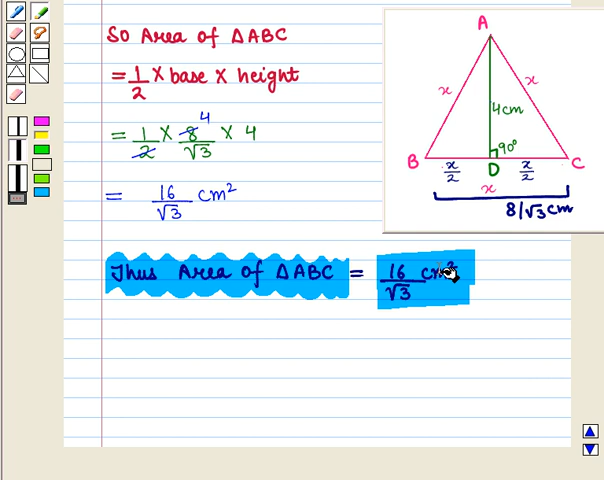 So Area of ΔABC
= 1/2 × base × height
= 1/2 × 8/√3 × 4
4
= 16/√3 cm²
Thus Area of ΔABC = 16/√3 cm²
A
x
x
4cm
90°
B
C
x/2
D
x/2
x
8/√3 cm